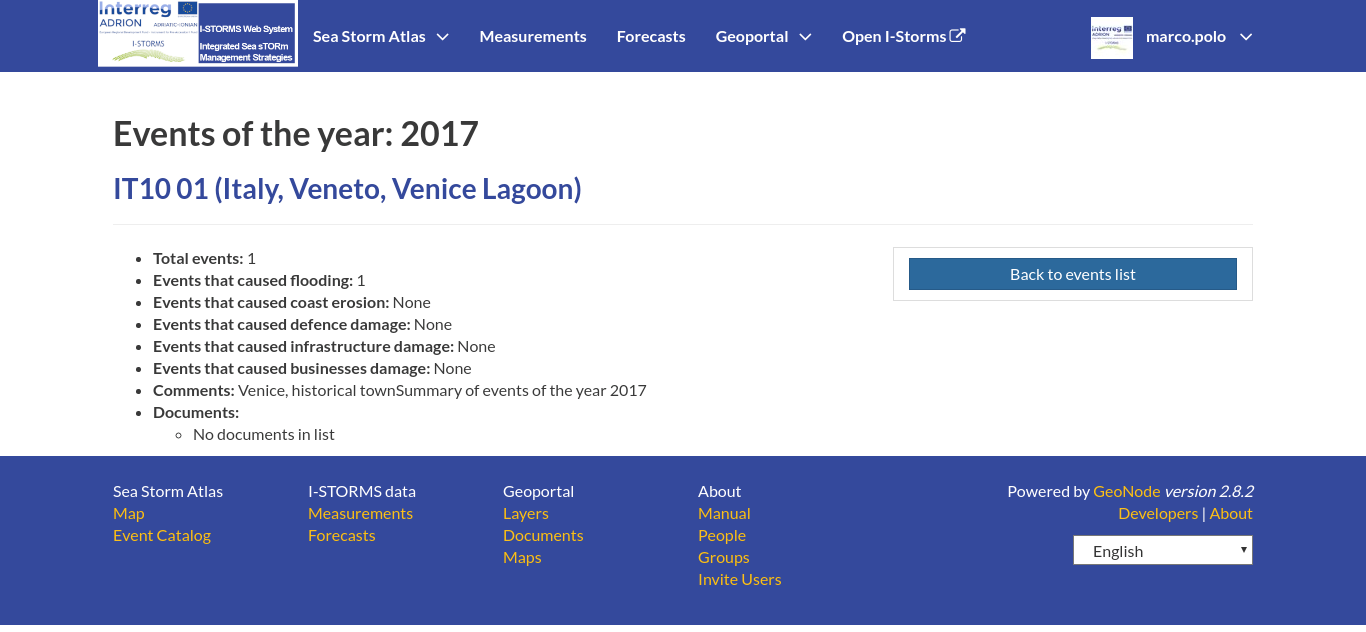 Interreg
ADRION ADRIATIC-IONIAN
I-STORMS
I-STORMS Web System
Integrated Sea sTORm
Management Strategies
Sea Storm Atlas Measurements Forecasts Geoportal Open I-Storms
marco.polo
Events of the year: 2017
IT10 01 (Italy, Veneto, Venice Lagoon)
Total events: 1
Events that caused flooding: 1
Events that caused coast erosion: None
Events that caused defence damage: None
Events that caused infrastructure damage: None
Events that caused businesses damage: None
Comments: Venice, historical townSummary of events of the year 2017
Documents:
No documents in list
Back to events list
Sea Storm Atlas
Map
Event Catalog
I-STORMS data
Measurements
Forecasts
Geoportal
Layers
Documents
Maps
About
Manual
People
Groups
Invite Users
Powered by GeoNode version 2.8.2
Developers | About
English